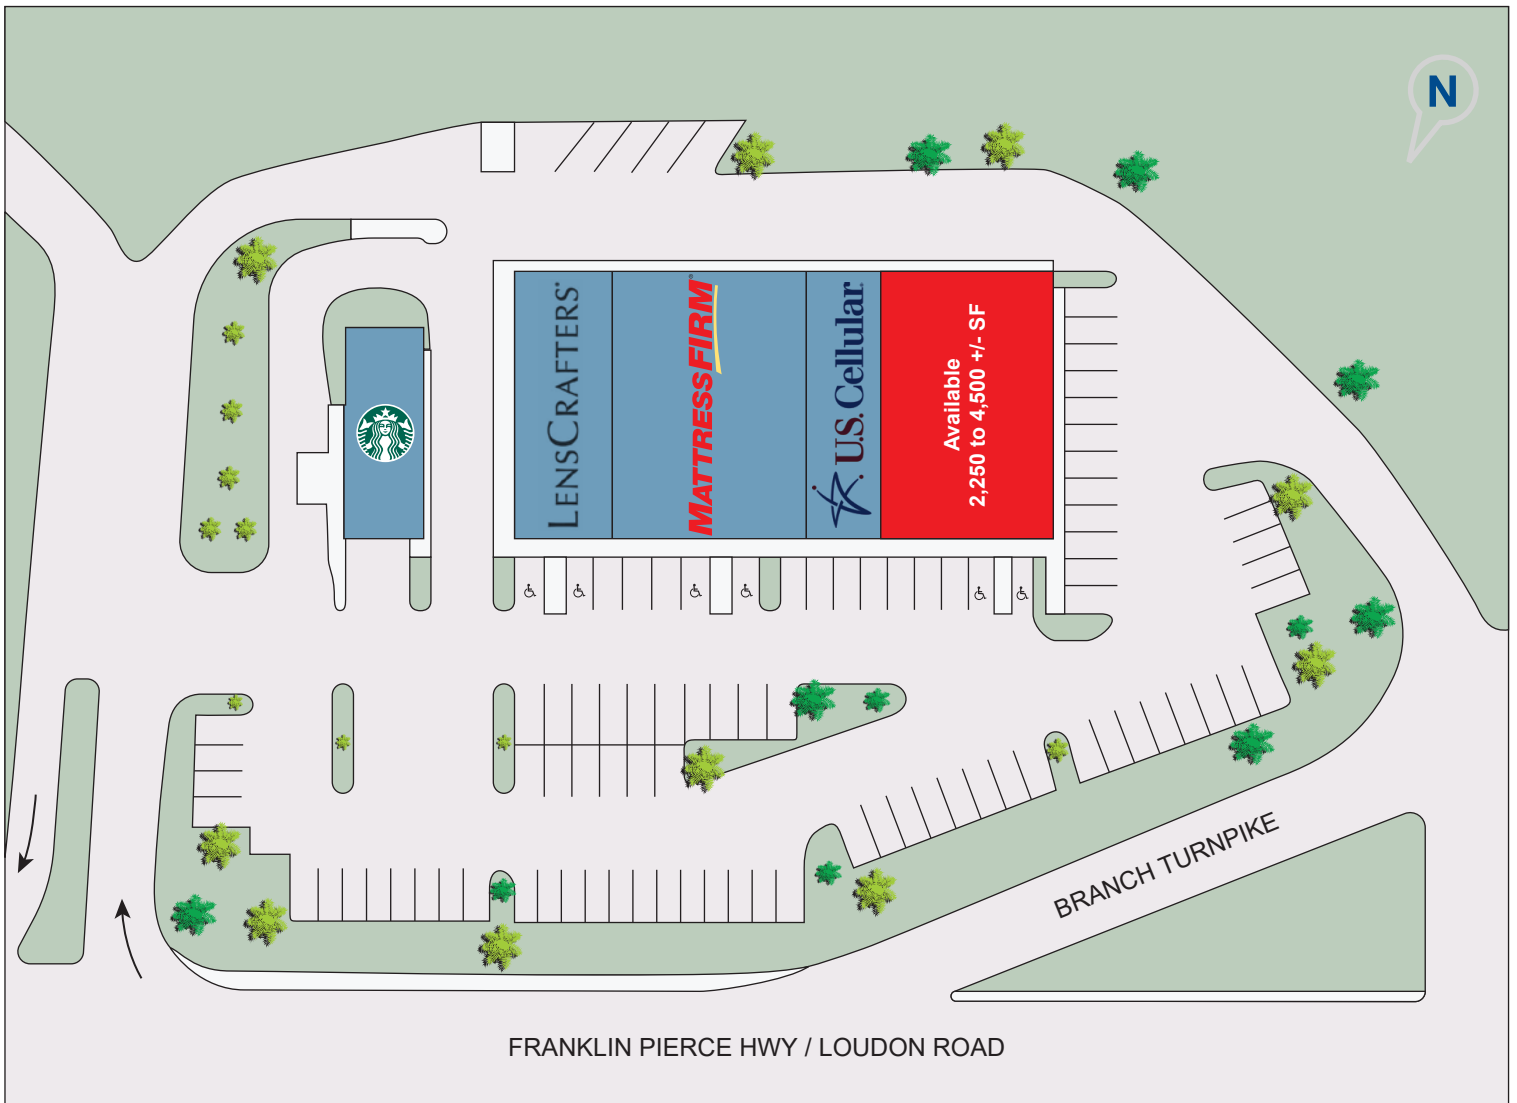 N
LENSCRAFTERS®
MATTRESSFIRM®
U.S. Cellular®
Available
2,250 to 4,500 +/- SF
BRANCH TURNPIKE
FRANKLIN PIERCE HWY / LOUDON ROAD